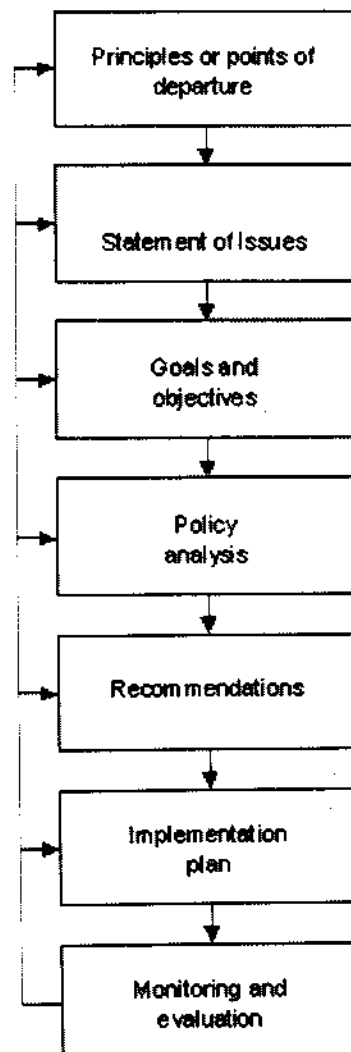 Principles or points of
departure
Statement of Issues
Goals and
objectives
Policy
analysis
Recommendations
Implementation
plan
Monitoring and
evaluation